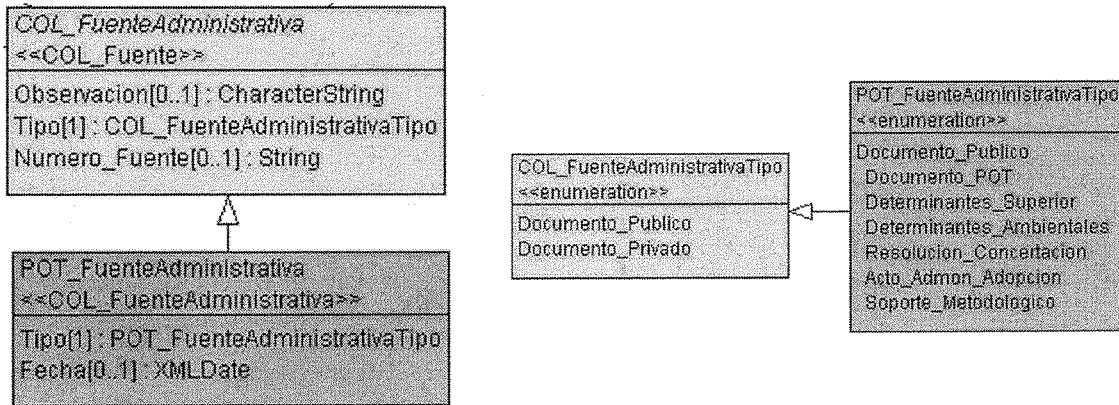 COL_FuenteAdministrativa
<<COL_Fuente>>
Observacion[0..1] : CharacterString
Tipo[1] : COL_FuenteAdministrativaTipo
Numero_Fuente[0..1] : String
POT_FuenteAdministrativa
<<COL_FuenteAdministrativa>>
Tipo[1] : POT_FuenteAdministrativaTipo
Fecha[0..1] : XMLDate
COL_FuenteAdministrativaTipo
<<enumeration>>
Documento_Publico
Documento_Privado
POT_FuenteAdministrativaTipo
<<enumeration>>
Documento_Publico
Documento_POT
Determinantes_Superior
Determinantes_Ambientales
Resolucion_Concertacion
Acto_Admon_Adopcion
Soporte_Metodologico